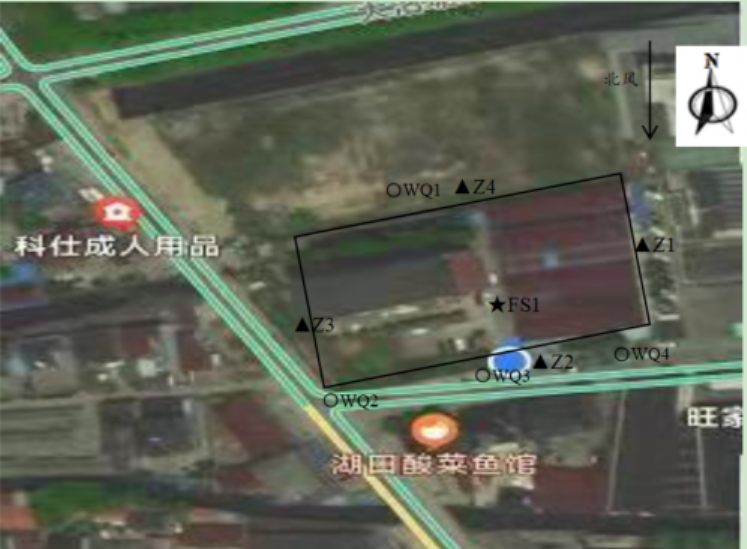 N
北风
○WQ1
▲Z4
科仕成人用品
▲Z1
★FS1
▲Z3
▲Z2
○WQ4
○WQ3
○WQ2
旺家
湖田酸菜鱼馆